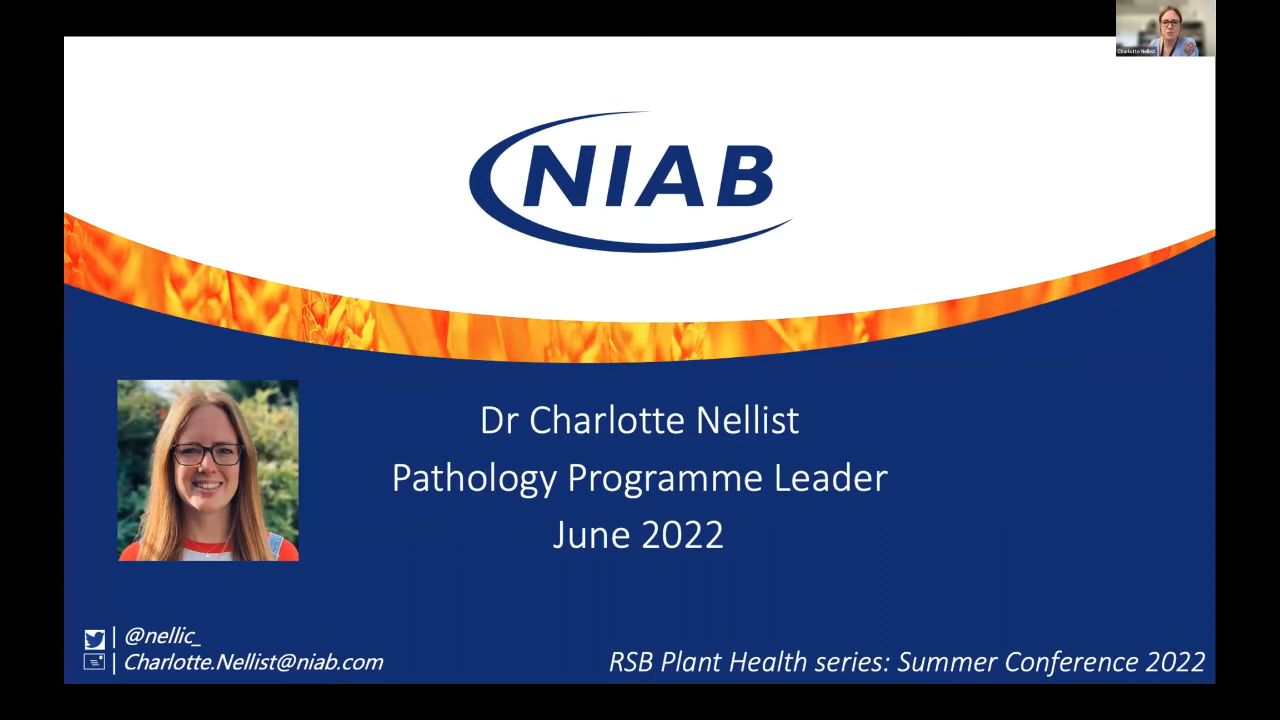 Charlotte Nellist
NIAB
Dr Charlotte Nellist
Pathology Programme Leader
June 2022
@nellic_
Charlotte.Nellist@niab.com
RSB Plant Health series: Summer Conference 2022